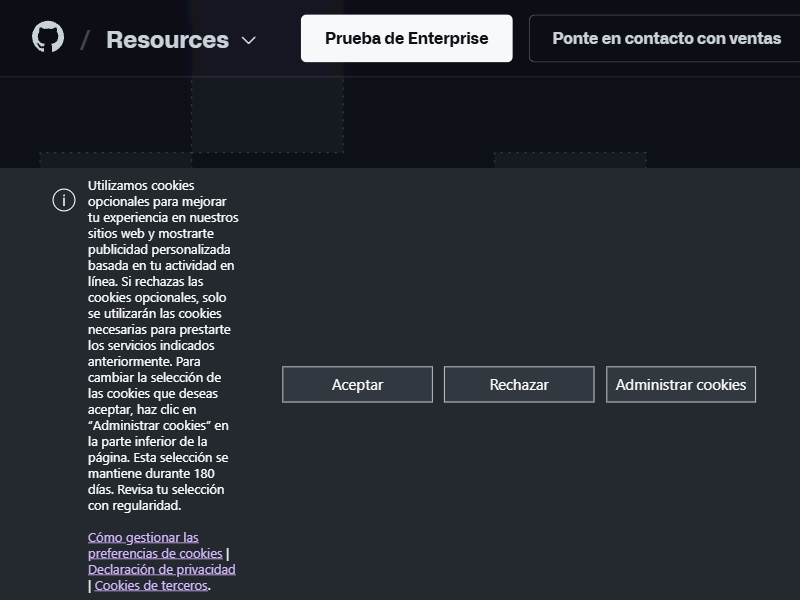 / Resources
Prueba de Enterprise
Ponte en contacto con ventas
Utilizamos cookies
opcionales para mejorar
tu experiencia en nuestros
sitios web y mostrarte
publicidad personalizada
basada en tu actividad en
línea. Si rechazas las
cookies opcionales, solo
se utilizarán las cookies
necesarias para prestarte
los servicios indicados
anteriormente. Para
cambiar la selección de
las cookies que deseas
aceptar, haz clic en
“Administrar cookies” en
la parte inferior de la
página. Esta selección se
mantiene durante 180
días. Revisa tu selección
con regularidad.
Cómo gestionar las
preferencias de cookies |
Declaración de privacidad
| Cookies de terceros.
Aceptar
Rechazar
Administrar cookies